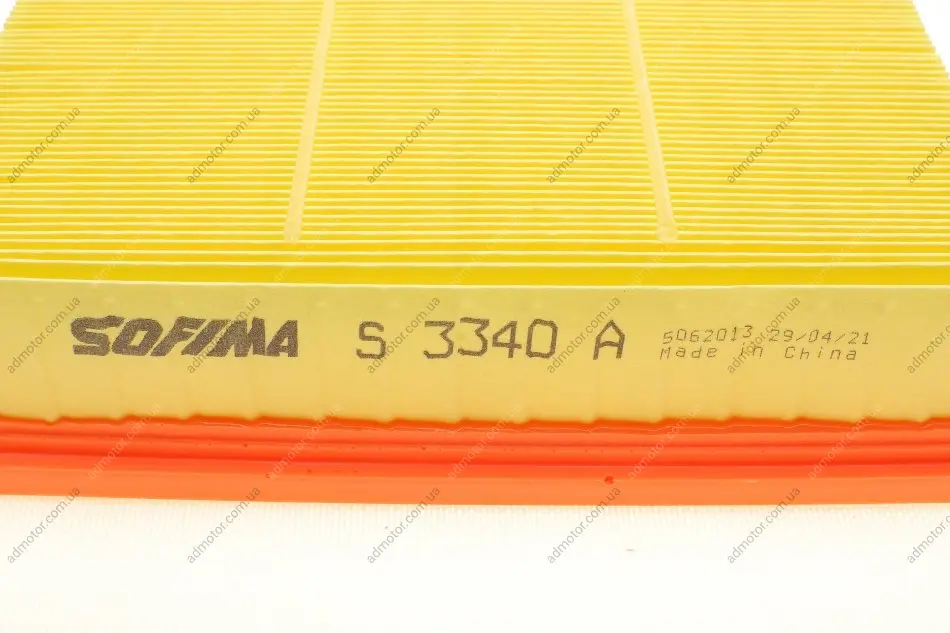 SOFIMA S 3340 A
5062013 29/04/21
Made in China
admotor.com.ua